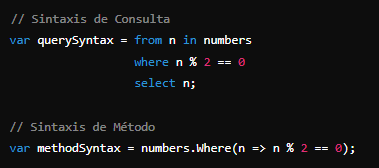 // Sintaxis de Consulta
var querySyntax = from n in numbers
                  where n % 2 == 0
                  select n;

// Sintaxis de Método
var methodSyntax = numbers.Where(n => n % 2 == 0);